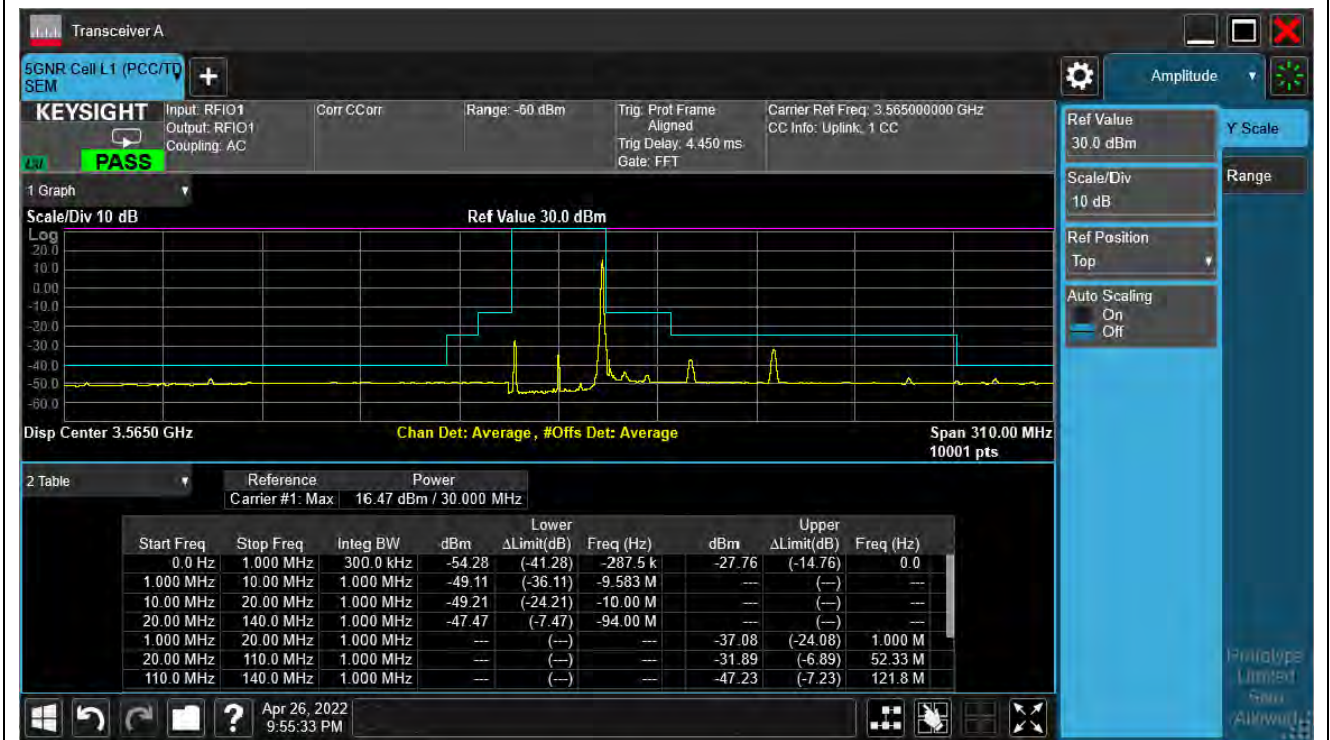 Transceiver A
5GNR Cell L1 (PCC/TD
SEM
+
Amplitude
KEYSIGHT
PASS
Input: RFIO1
Output: RFIO1
Coupling: AC
Corr CCorr
Range: -60 dBm
Trig: Prot Frame
Aligned
Trig Delay: 4.450 ms
Gate: FFT
Carrier Ref Freq: 3.565000000 GHz
CC Info: Uplink, 1 CC
Ref Value
30.0 dBm
Y Scale
Scale/Div
10 dB
Range
Ref Position
Top
Auto Scaling
On
Off
1 Graph
Scale/Div 10 dB
Ref Value 30.0 dBm
Log
20.0
10.0
0.00
-10.0
-20.0
-30.0
-40.0
-50.0
-60.0
Disp Center 3.5650 GHz
Chan Det: Average, #Offs Det: Average
Span 310.00 MHz
10001 pts
2 Table
Reference Power
Carrier #1: Max 16.47 dBm / 30.000 MHz
Lower Upper
Start Freq Stop Freq Integ BW dBm ΔLimit(dB) Freq (Hz) dBm ΔLimit(dB) Freq (Hz)
0.0 Hz 1.000 MHz 300.0 kHz -54.28 (-41.28) -287.5 k -27.76 (-14.76) 0.0
1.000 MHz 10.00 MHz 1.000 MHz -49.11 (-36.11) -9.583 M --- (---) ---
10.00 MHz 20.00 MHz 1.000 MHz -49.21 (-24.21) -10.00 M --- (---) ---
20.00 MHz 140.0 MHz 1.000 MHz -47.47 (-7.47) -94.00 M --- (---) ---
1.000 MHz 20.00 MHz 1.000 MHz --- (---) --- -37.08 (-24.08) 1.000 M
20.00 MHz 110.0 MHz 1.000 MHz --- (---) --- -31.89 (-6.89) 52.33 M
110.0 MHz 140.0 MHz 1.000 MHz --- (---) --- -47.23 (-7.23) 121.8 M
Prototype
Limited
Allowed
?
Apr 26, 2022
9:55:33 PM